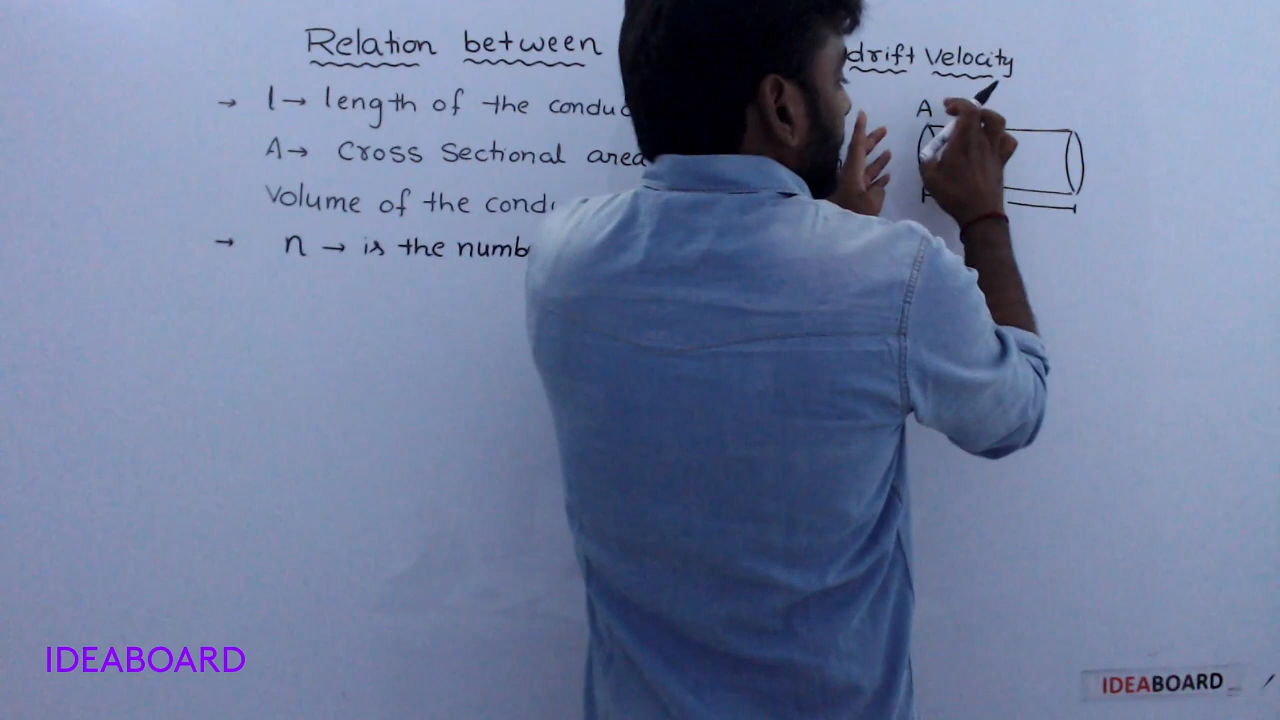 Relation between drift velocity
→ l → length of the conduc
A → Cross Sectional area
Volume of the cond
→ n → is the numb
A
IDEABOARD
IDEABOARD